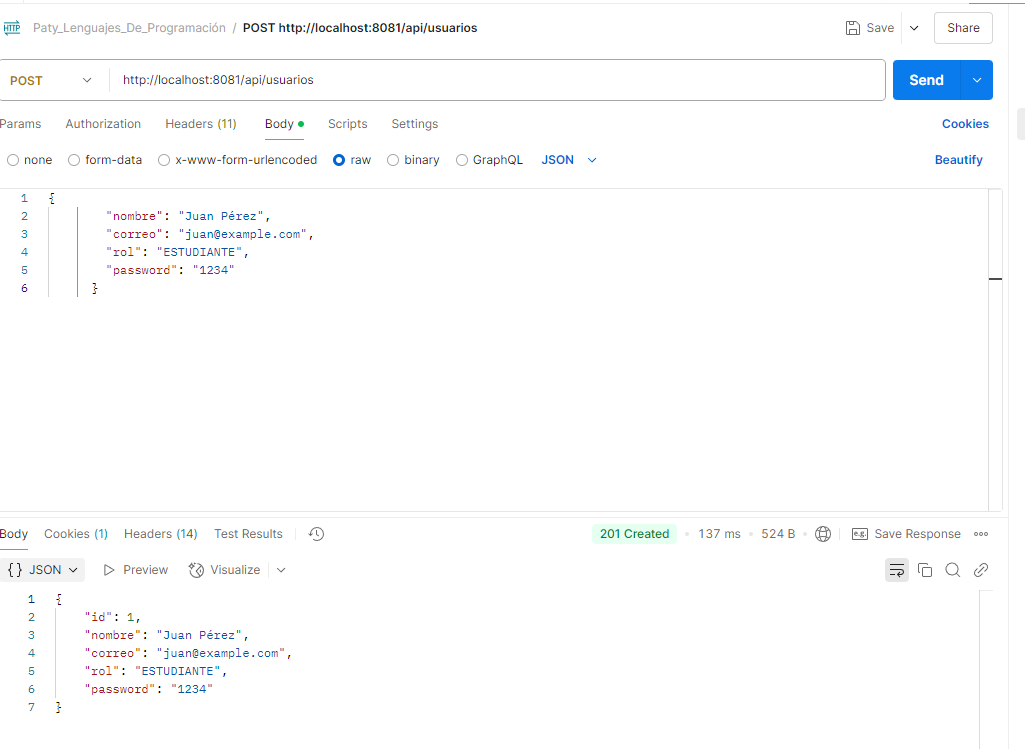 HTTP Paty_Lenguajes_De_Programación / POST http://localhost:8081/api/usuarios Save Share
POST http://localhost:8081/api/usuarios Send
Params Authorization Headers (11) Body Scripts Settings Cookies
none form-data x-www-form-urlencoded raw binary GraphQL JSON Beautify
1 {
2 "nombre": "Juan Pérez",
3 "correo": "juan@example.com",
4 "rol": "ESTUDIANTE",
5 "password": "1234"
6 }
Body Cookies (1) Headers (14) Test Results 201 Created • 137 ms • 524 B • e.g. Save Response
{} JSON Preview Visualize
1 {
2 "id": 1,
3 "nombre": "Juan Pérez",
4 "correo": "juan@example.com",
5 "rol": "ESTUDIANTE",
6 "password": "1234"
7 }